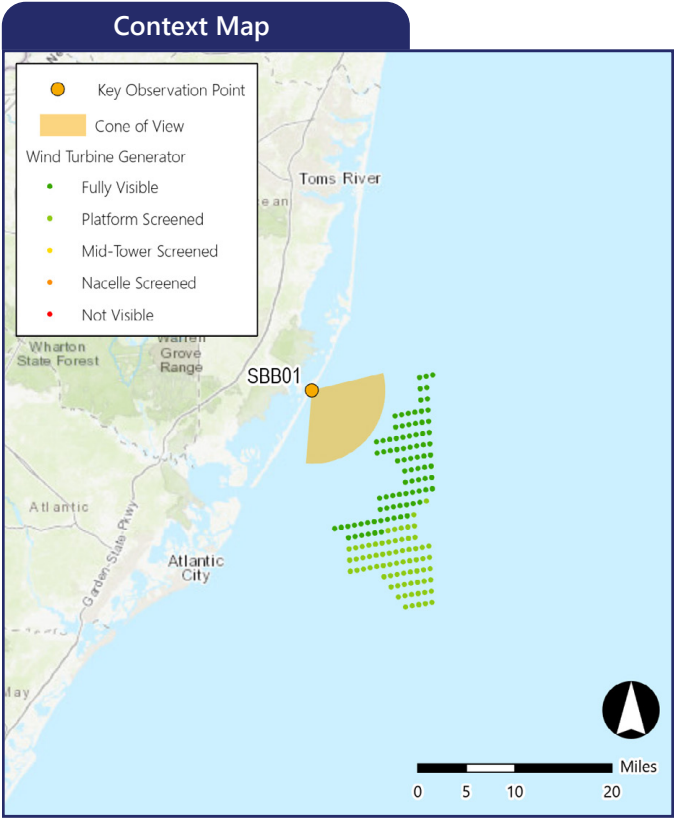 Context Map
Key Observation Point
Cone of View
Wind Turbine Generator
Fully Visible
Platform Screened
Mid-Tower Screened
Nacelle Screened
Not Visible
Toms River
ean
Wharton
State Forest
Warren
Grove
Range
SBB01
Atlantic
Garden-State-Pkwy
Atlantic
City
May
Miles
0 5 10 20